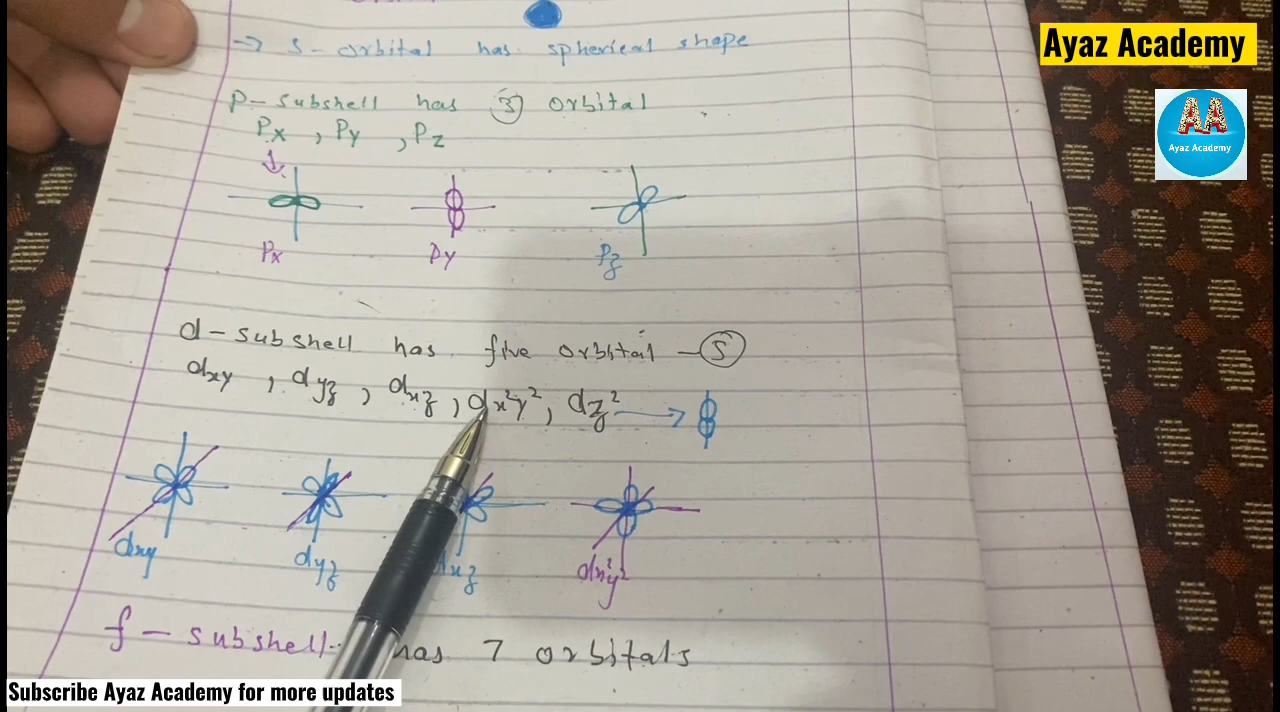 → s-orbital has spherical shape
P-subshell has 3 orbital
Px, Py, Pz
Px Py Pz
d-subshell has five orbital - 5
dxy, dyz, dxz, dx²y², dz² →
dxy dyz dxz dx²y²
f-subshell has 7 orbitals
Ayaz Academy
AA
Ayaz Academy
Subscribe Ayaz Academy for more updates